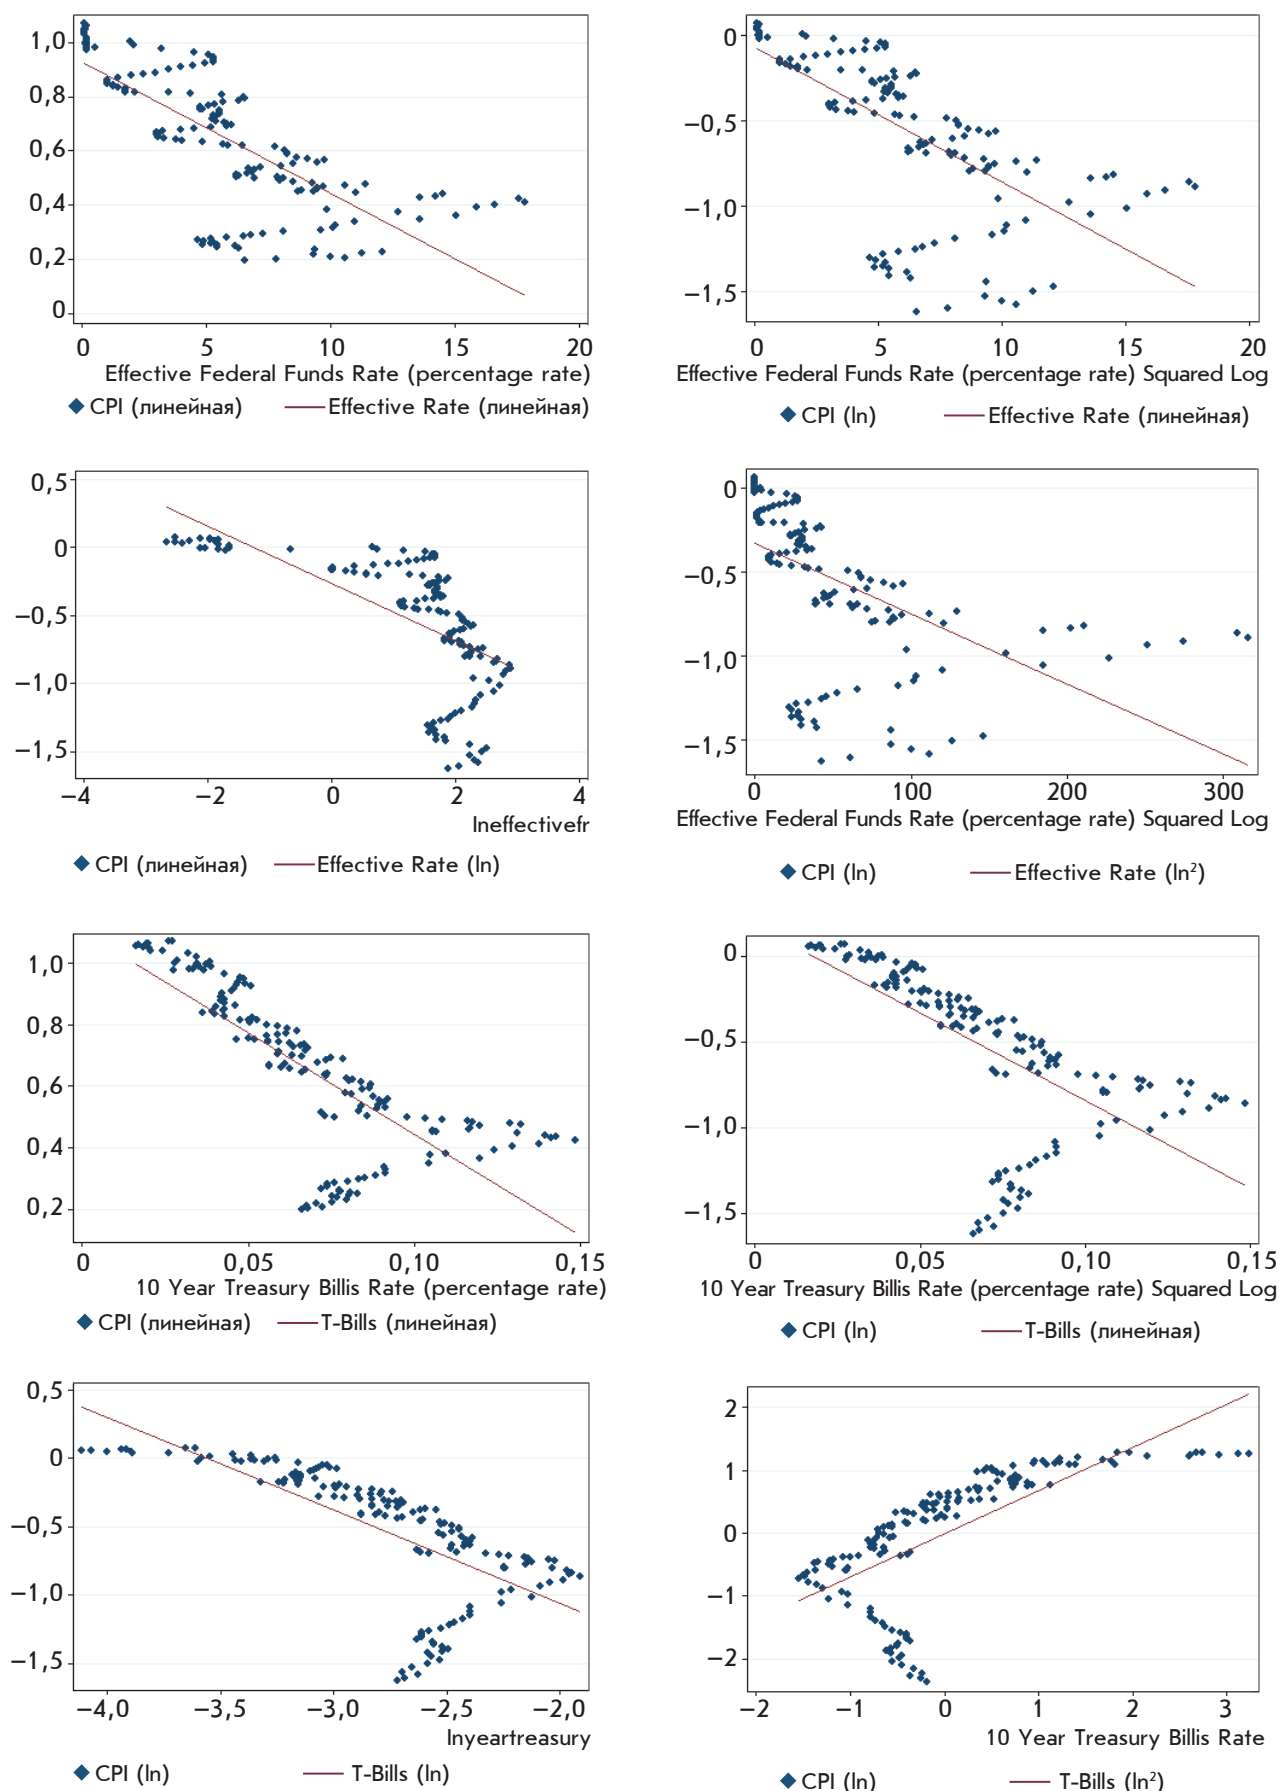 1,0
0,8
0,6
0,4
0,2
0
0 5 10 15 20
Effective Federal Funds Rate (percentage rate)
CPI (линейная) Effective Rate (линейная)
0
−0,5
−1,0
−1,5
0 5 10 15 20
Effective Federal Funds Rate (percentage rate) Squared Log
CPI (ln) Effective Rate (линейная)
0,5
0
−0,5
−1,0
−1,5
−4 −2 0 2 4
lneffectivefr
CPI (линейная) Effective Rate (ln)
0
−0,5
−1,0
−1,5
0 100 200 300
Effective Federal Funds Rate (percentage rate) Squared Log
CPI (ln) Effective Rate (ln²)
1,0
0,8
0,6
0,4
0,2
0 0,05 0,10 0,15
10 Year Treasury Billis Rate (percentage rate)
CPI (линейная) T-Bills (линейная)
0
−0,5
−1,0
−1,5
0 0,05 0,10 0,15
10 Year Treasury Billis Rate (percentage rate) Squared Log
CPI (ln) T-Bills (линейная)
0,5
0
−0,5
−1,0
−1,5
−4,0 −3,5 −3,0 −2,5 −2,0
lnyeartreasury
CPI (ln) T-Bills (ln)
2
1
0
−1
−2
−2 −1 0 1 2 3
10 Year Treasury Billis Rate
CPI (ln) T-Bills (ln²)